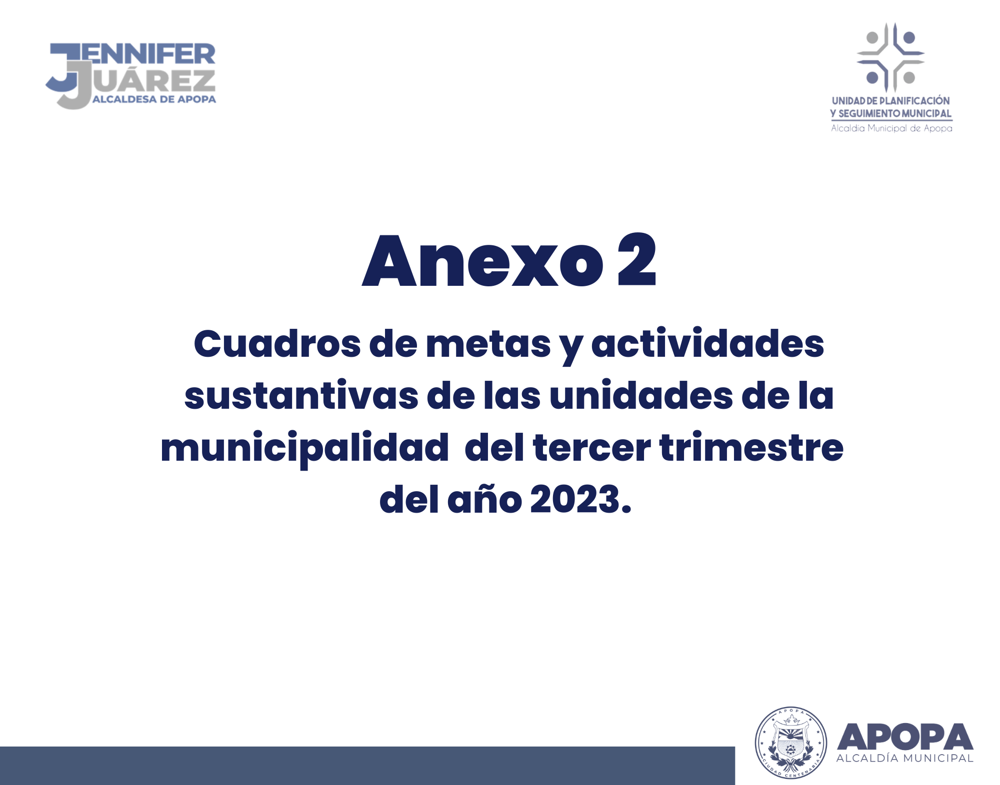 JENNIFER
JUÁREZ
ALCALDESA DE APOPA
UNIDAD DE PLANIFICACIÓN
Y SEGUIMIENTO MUNICIPAL
Alcaldia Municipal de Apopa
Anexo 2
Cuadros de metas y actividades
sustantivas de las unidades de la
municipalidad  del tercer trimestre
del año 2023.
APOPA
CIUDAD CENTENARIA
APOPA
ALCALDÍA MUNICIPAL